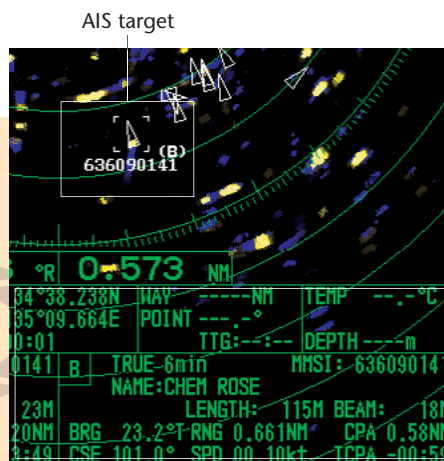 AIS target
(B)
636090141
°R 0.573 NM
34°38.238N WAY -----NM TEMP --.-°C
35°09.664E POINT ---.-°
0:01 TTG:--:-- DEPTH ----m
0141 B TRUE-6min MMSI: 636090141
NAME:CHEM ROSE
23M LENGTH: 115M BEAM: 18M
20NM BRG 23.2°T RNG 0.661NM CPA 0.58NM
3:49 CSE 101.0° SPD 00.10kt TCPA -00:55